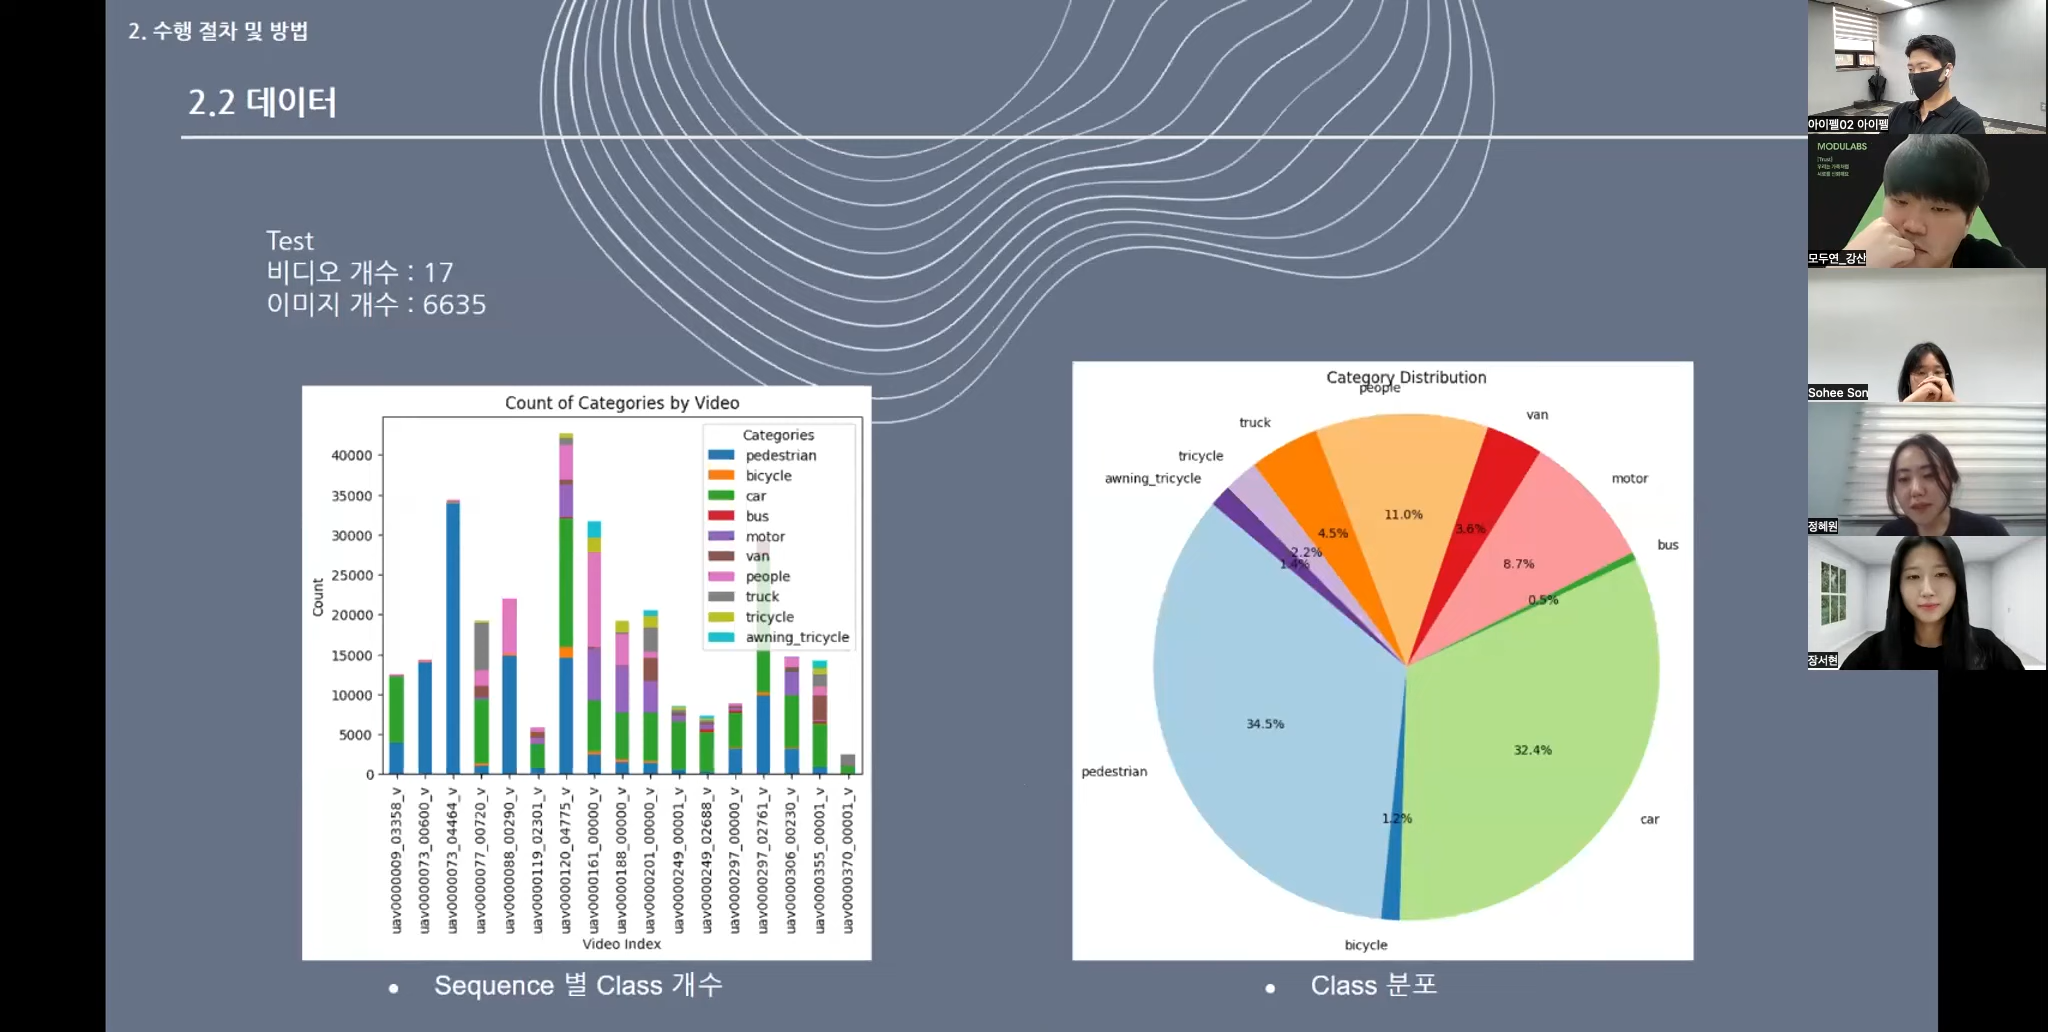 2. 수행 절차 및 방법
2.2 데이터
Test
비디오 개수 : 17
이미지 개수 : 6635
Count of Categories by Video
Categories
pedestrian
bicycle
car
bus
motor
van
people
truck
tricycle
awning_tricycle
Count
40000
35000
30000
25000
20000
15000
10000
5000
0
uav0000009_03358_v
uav0000073_00600_v
uav0000073_04464_v
uav0000077_00720_v
uav0000088_00290_v
uav0000119_02301_v
uav0000120_04775_v
uav0000161_00000_v
uav0000188_00000_v
uav0000201_00000_v
uav0000249_00001_v
uav0000249_02688_v
uav0000297_00000_v
uav0000297_02761_v
uav0000306_00230_v
uav0000355_00001_v
uav0000370_00001_v
Video Index
Sequence 별 Class 개수
Category Distribution
people
van
truck
motor
tricycle
awning_tricycle
bus
pedestrian
car
bicycle
11.0%
3.6%
4.5%
2.2%
1.4%
8.7%
0.5%
34.5%
32.4%
1.2%
Class 분포
아이펠02 아이펠
MODULABS
[Trust]
모두연_강산
Sohee Son
정혜원
장서현